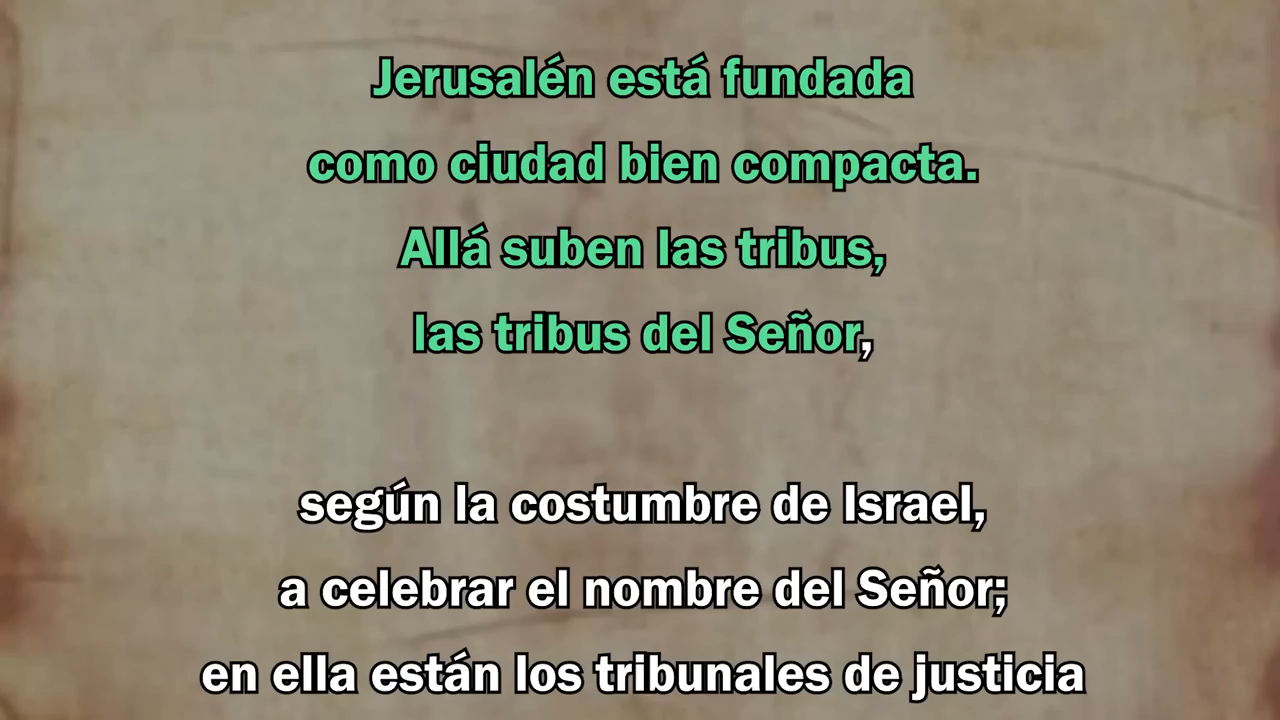 Jerusalén está fundada
como ciudad bien compacta.
Allá suben las tribus,
las tribus del Señor,
según la costumbre de Israel,
a celebrar el nombre del Señor;
en ella están los tribunales de justicia